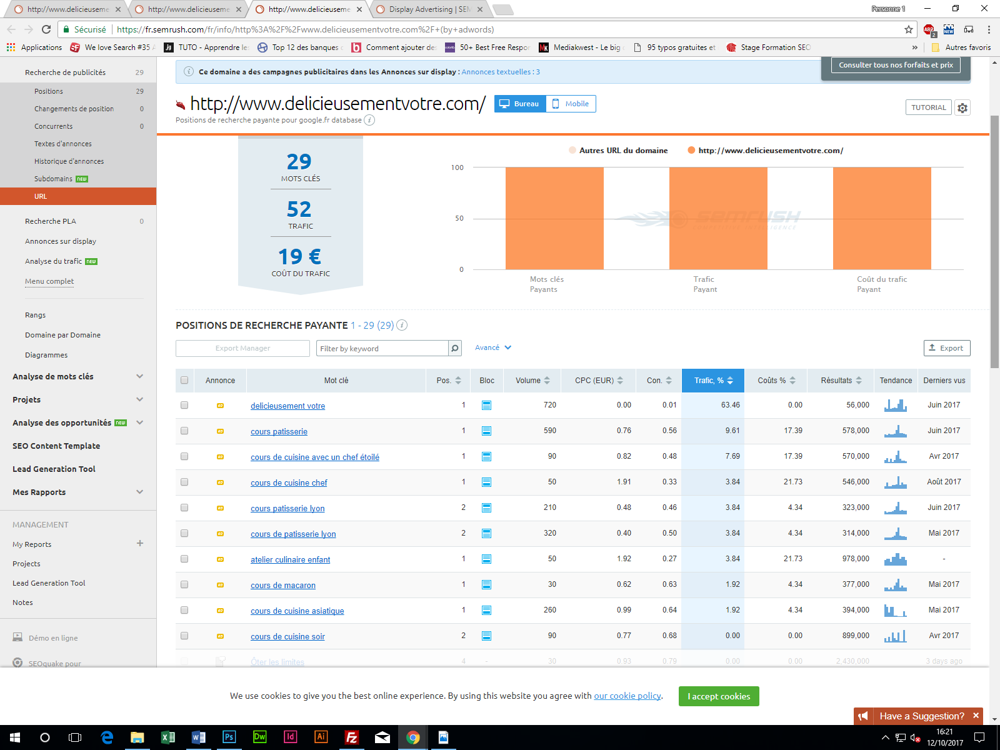 http://www.delicieuseme
http://www.delicieuseme
http://www.delicieuseme
Display Advertising | SEM
Personne 1
Sécurisé
https://fr.semrush.com/fr/info/http%3A%2F%2Fwww.delicieusementvotre.com%2F+(by+adwords)
ABP
2
NEW
Applications
We love Search #35
TUTO - Apprendre les
Top 12 des banques
Comment ajouter de
50+ Best Free Respon
Mediakwest - Le big
95 typos gratuites et
Stage Formation SEO
»
Autres favoris
Recherche de publicités 29
Positions 29
Changements de position 0
Concurrents 0
Textes d'annonces
Historique d'annonces
Subdomains NEW
URL
Recherche PLA 0
Annonces sur display
Analyse du trafic NEW
Menu complet
Rangs
Domaine par Domaine
Diagrammes
Analyse de mots clés
Projets
Analyse des opportunités NEW
SEO Content Template
Lead Generation Tool
Mes Rapports
MANAGEMENT
My Reports +
Projects
Lead Generation Tool
Notes
Démo en ligne
SEOquake pour
Ce domaine a des campagnes publicitaires dans les Annonces sur display : Annonces textuelles : 3
Consulter tous nos forfaits et prix
http://www.delicieusementvotre.com/
Bureau
Mobile
TUTORIAL
Positions de recherche payante pour google.fr database i
29
MOTS CLÉS
52
TRAFIC
19 €
COÛT DU TRAFIC
Autres URL du domaine
http://www.delicieusementvotre.com/
100
50
0
semrush
COMPETITIVE INTELLIGENCE
Mots clés Payants
Trafic Payant
Coût du trafic Payant
POSITIONS DE RECHERCHE PAYANTE 1 - 29 (29) i
Export Manager
Filter by keyword
Avancé
Export
Annonce Mot clé Pos. Bloc Volume CPC (EUR) Con. Trafic, % Coûts % Résultats Tendance Derniers vus
AD delicieusement votre 1 720 0.00 0.01 63.46 0.00 56,000 Juin 2017
AD cours patisserie 1 590 0.76 0.56 9.61 17.39 578,000 Juin 2017
AD cours de cuisine avec un chef étoilé 1 90 0.82 0.48 7.69 17.39 570,000 Avr 2017
AD cours de cuisine chef 1 50 1.91 0.33 3.84 21.73 546,000 Août 2017
AD cours patisserie lyon 2 210 0.48 0.46 3.84 4.34 323,000 Juin 2017
AD cours de patisserie lyon 2 320 0.40 0.50 3.84 4.34 314,000 Mai 2017
AD atelier culinaire enfant 1 50 1.92 0.27 3.84 21.73 978,000 -
AD cours de macaron 1 30 0.62 0.63 1.92 4.34 377,000 Mai 2017
AD cours de cuisine asiatique 1 260 0.99 0.64 1.92 4.34 394,000 Mai 2017
AD cours de cuisine soir 2 90 0.77 0.68 0.00 0.00 899,000 Avr 2017
Ôter les limites 4 - 30 0.93 0.79 0.00 0.00 2,430,000 3 days ago
We use cookies to give you the best online experience. By using this website you agree with our cookie policy.
I accept cookies
Have a Suggestion? ×
Ps
Dw
Id
Ai
Fz
16:21
12/10/2017